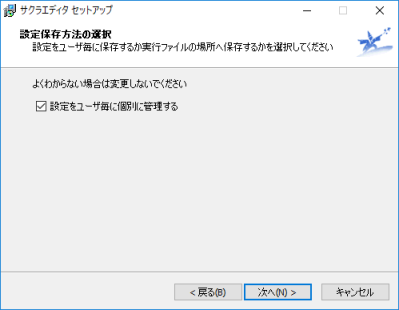 サクラエディタ セットアップ
設定保存方法の選択
設定をユーザ毎に保存するか実行ファイルの場所へ保存するかを選択してください
よくわからない場合は変更しないでください
設定をユーザ毎に個別に管理する
< 戻る(B)
次へ(N) >
キャンセル